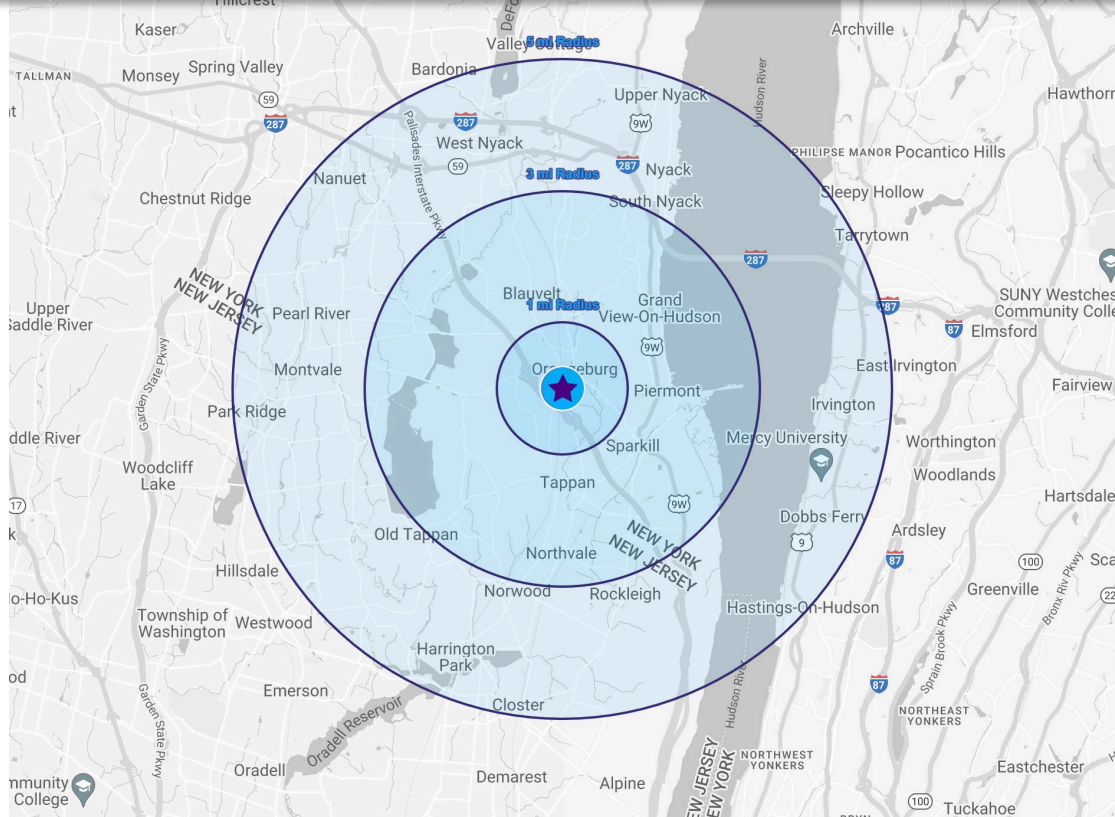 Hillcrest
Kaser
Archville
5 mi Radius
Bardonia
Spring Valley
TALLMAN
Monsey
Upper Nyack
Hudson River
Hawthorn
59
287
287
9W
West Nyack
Palisades Interstate Pkwy
59
287
Nyack
PHILIPSE MANOR
Pocantico Hills
3 mi Radius
Nanuet
Chestnut Ridge
South Nyack
Sleepy Hollow
Tarrytown
287
NEW YORK
NEW JERSEY
SUNY Westches
Community Colle
Blauvelt
Grand
View-On-Hudson
1 mi Radius
287
87
Elmsford
Upper
Saddle River
Pearl River
9W
Garden State Pkwy
Montvale
Orangeburg
East Irvington
Fairview
Piermont
Irvington
Park Ridge
ddle River
Sparkill
Mercy University
Worthington
Woodcliff
Lake
Woodlands
Tappan
Hartsdale
17
9W
Dobbs Ferry
Ardsley
Old Tappan
NEW YORK
NEW JERSEY
9
Northvale
87
100
Sca
Hillsdale
Norwood
Rockleigh
Greenville
Bronx Riv Pkwy
22
o-Ho-Kus
Hastings-On-Hudson
Township of
Washington
Westwood
Sprain Brook Pkwy
Harrington
Park
od
Emerson
Closter
87
Hudson River
Garden State Pkwy
Oradell Reservoir
NORTHEAST
YONKERS
NEW JERSEY
NEW YORK
NORTHWEST
YONKERS
Oradell
Demarest
Alpine
Eastchester
mmunity
College
100
Tuckahoe